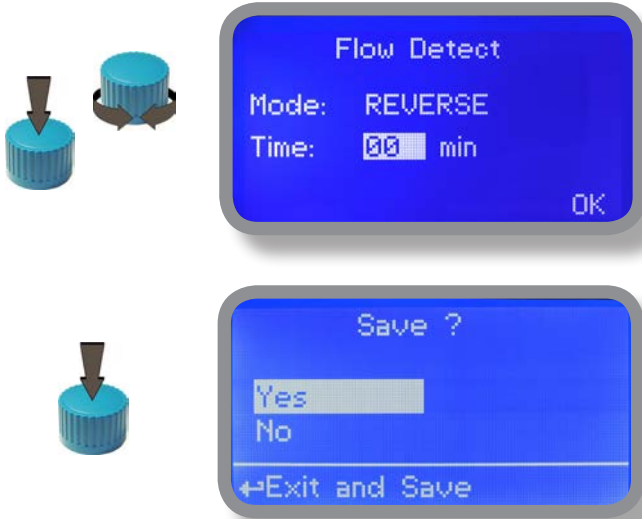 Flow Detect
Mode: REVERSE
Time: 00 min
OK
Save ?
Yes
No
↵Exit and Save